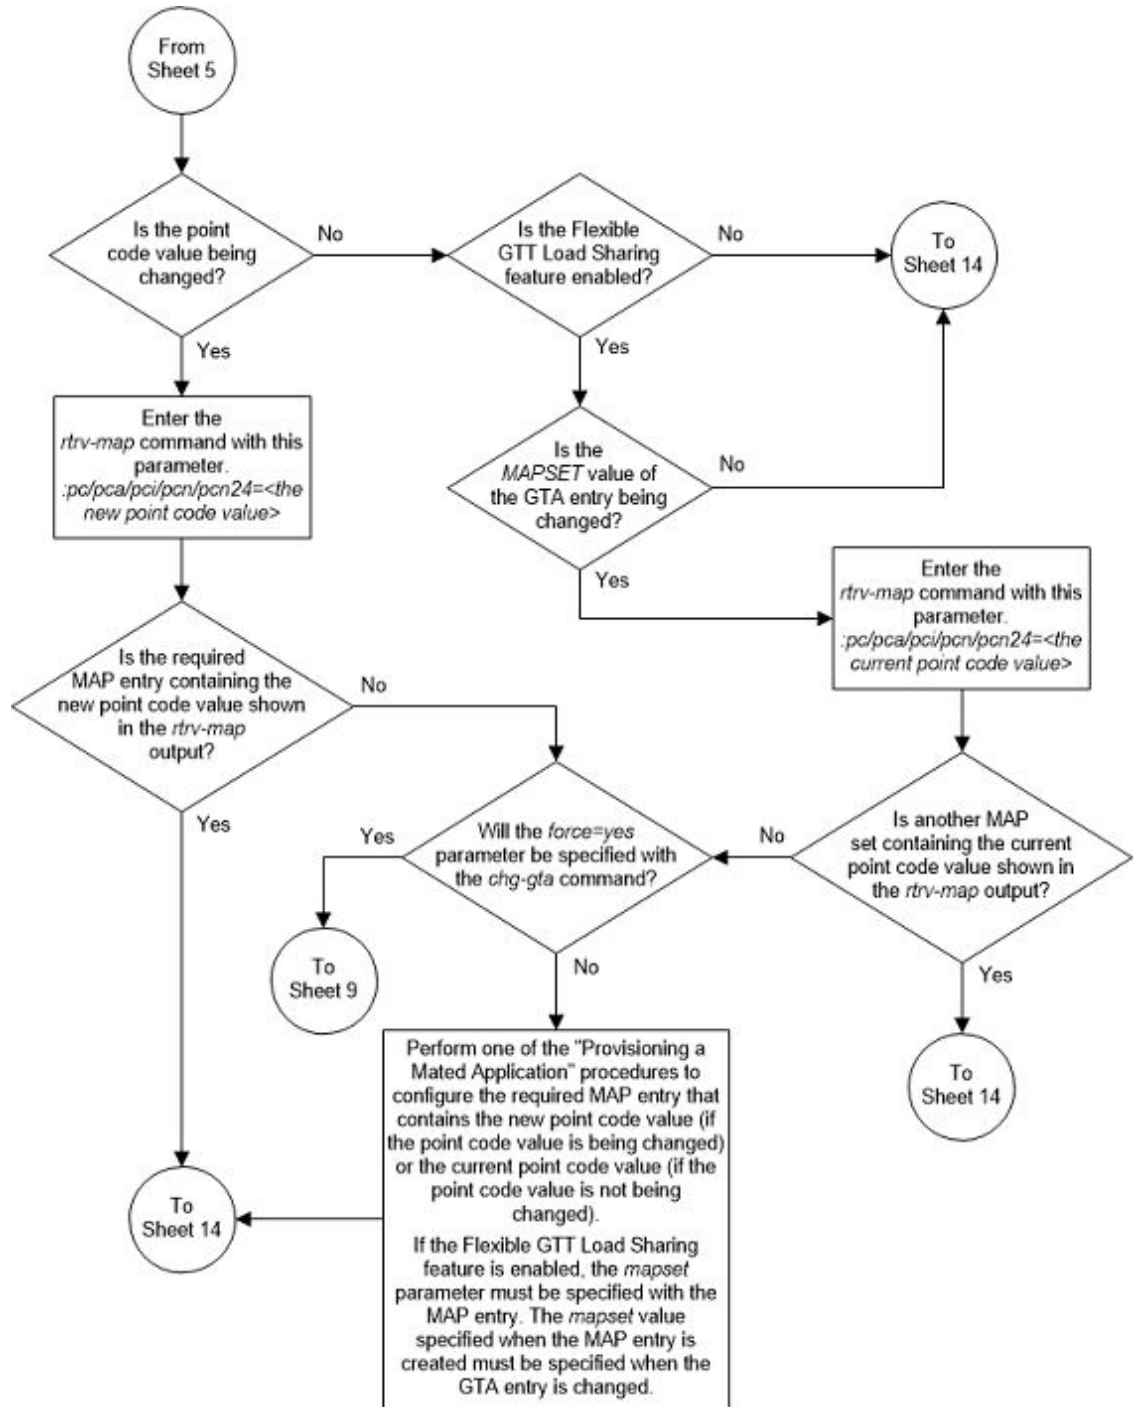 From
Sheet 5
Is the point
code value being
changed?
No
Is the Flexible
GTT Load Sharing
feature enabled?
No
To
Sheet 14
Yes
Yes
Enter the
rtrv-map command with this
parameter.
:pc/pca/pci/pcn/pcn24=<the
new point code value>
Is the
MAPSET value of
the GTA entry being
changed?
No
Yes
Enter the
rtrv-map command with this
parameter.
:pc/pca/pci/pcn/pcn24=<the
current point code value>
Is the required
MAP entry containing the
new point code value shown
in the rtrv-map
output?
No
Yes
Will the force=yes
parameter be specified with
the chg-gta command?
Yes
No
Is another MAP
set containing the current
point code value shown in
the rtrv-map output?
No
Yes
To
Sheet 9
To
Sheet 14
Perform one of the "Provisioning a
Mated Application" procedures to
configure the required MAP entry that
contains the new point code value (if
the point code value is being changed)
or the current point code value (if the
point code value is not being
changed).
If the Flexible GTT Load Sharing
feature is enabled, the mapset
parameter must be specified with the
MAP entry. The mapset value
specified when the MAP entry is
created must be specified when the
GTA entry is changed.
To
Sheet 14